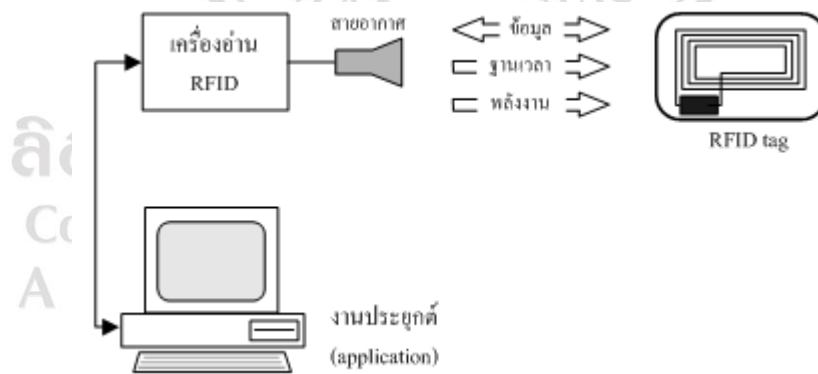 เครื่องอ่าน
RFID
สายอากาศ
ข้อมูล
ฐานเวลา
พลังงาน
RFID tag
งานประยุกต์
(application)